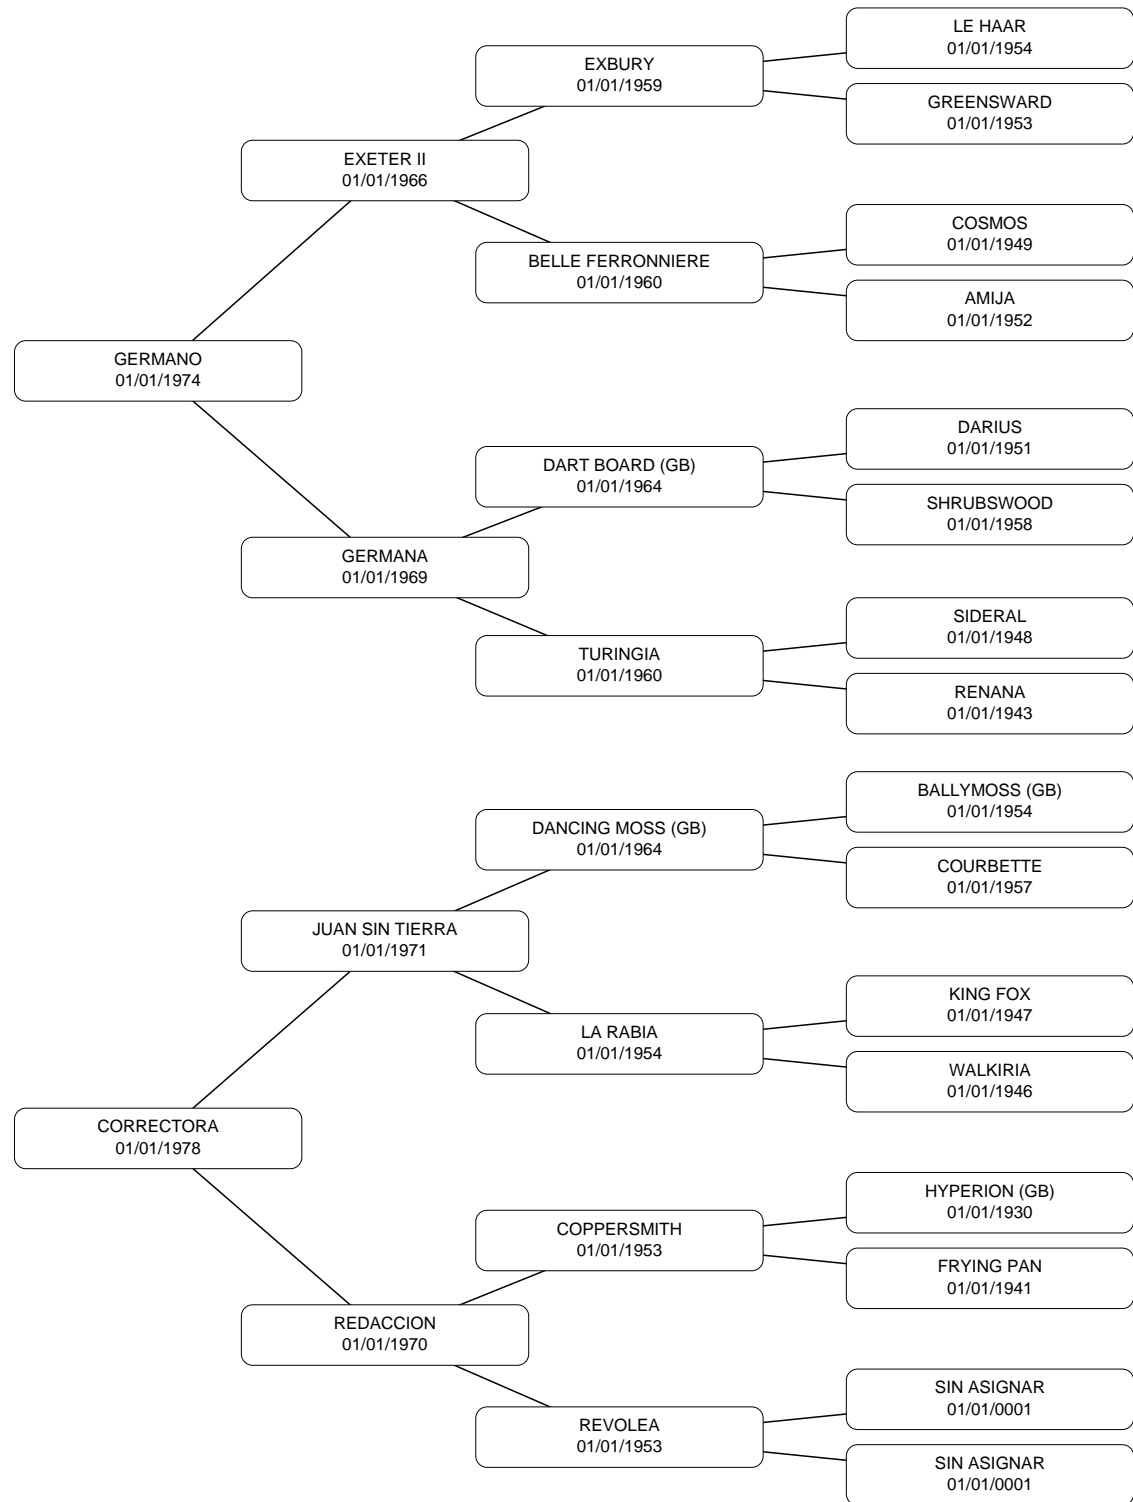 LE HAAR
01/01/1954
EXBURY
01/01/1959
GREENSWARD
01/01/1953
EXETER II
01/01/1966
COSMOS
01/01/1949
BELLE FERRONNIERE
01/01/1960
AMIJA
01/01/1952
GERMANO
01/01/1974
DARIUS
01/01/1951
DART BOARD (GB)
01/01/1964
SHRUBSWOOD
01/01/1958
GERMANA
01/01/1969
SIDERAL
01/01/1948
TURINGIA
01/01/1960
RENANA
01/01/1943
BALLYMOSS (GB)
01/01/1954
DANCING MOSS (GB)
01/01/1964
COURBETTE
01/01/1957
JUAN SIN TIERRA
01/01/1971
KING FOX
01/01/1947
LA RABIA
01/01/1954
WALKIRIA
01/01/1946
CORRECTORA
01/01/1978
HYPERION (GB)
01/01/1930
COPPERSMITH
01/01/1953
FRYING PAN
01/01/1941
REDACCION
01/01/1970
SIN ASIGNAR
01/01/0001
REVOLEA
01/01/1953
SIN ASIGNAR
01/01/0001